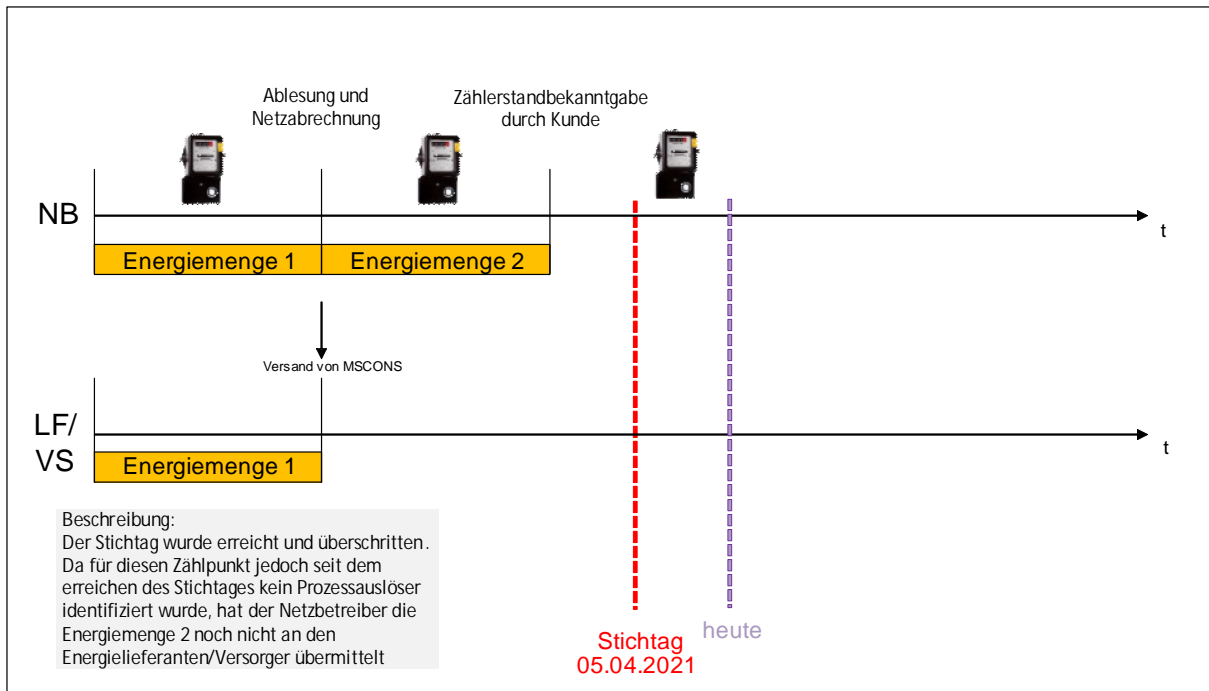 Ablesung und
Netzabrechnung
Zählerstandbekanntgabe
durch Kunde
NB
t
Energiemenge 1
Energiemenge 2
Versand von MSCONS
LF/
VS
t
Energiemenge 1
Beschreibung:
Der Stichtag wurde erreicht und überschritten.
Da für diesen Zählpunkt jedoch seit dem
erreichen des Stichtages kein Prozessauslöser
identifiziert wurde, hat der Netzbetreiber die
Energiemenge 2 noch nicht an den
Energielieferanten/Versorger übermittelt
Stichtag
05.04.2021
heute